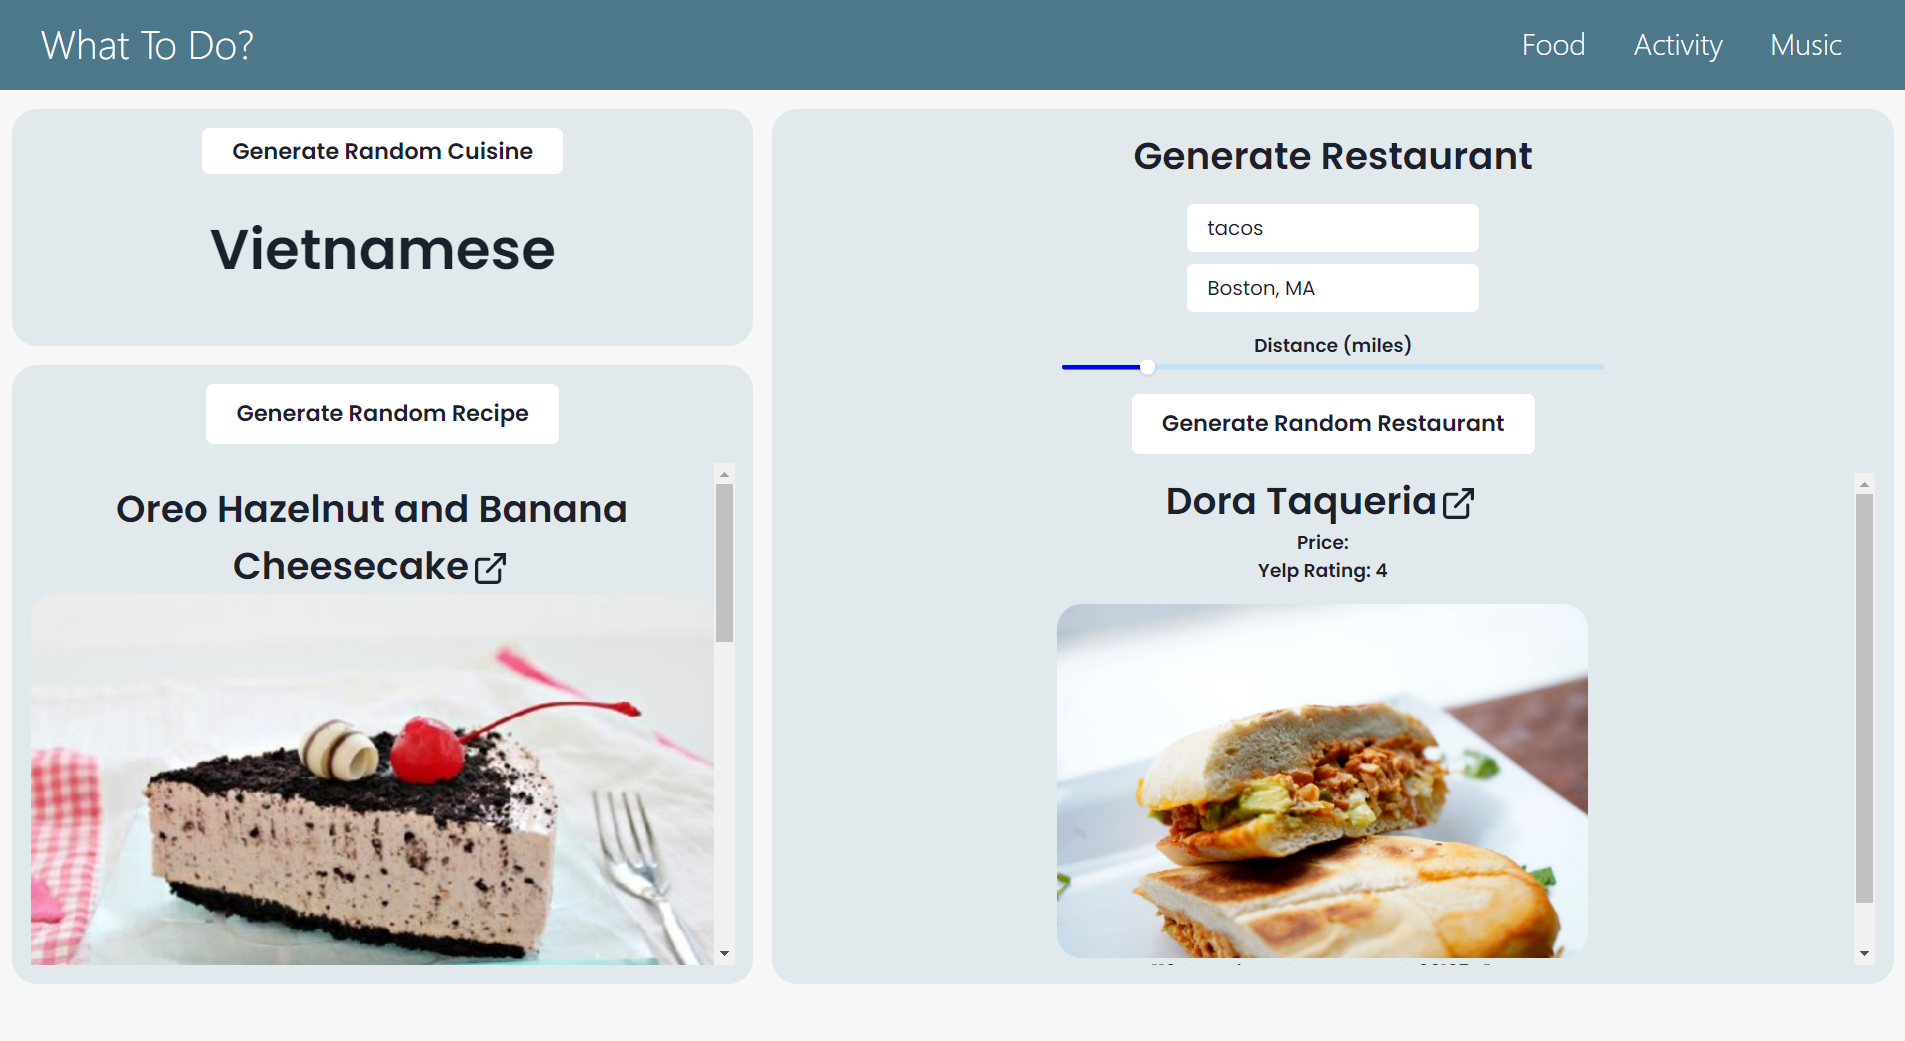 What To Do?
Food
Activity
Music
Generate Random Cuisine
Vietnamese
Generate Random Recipe
Oreo Hazelnut and Banana
Cheesecake
Generate Restaurant
tacos
Boston, MA
Distance (miles)
Generate Random Restaurant
Dora Taqueria
Price:
Yelp Rating: 4